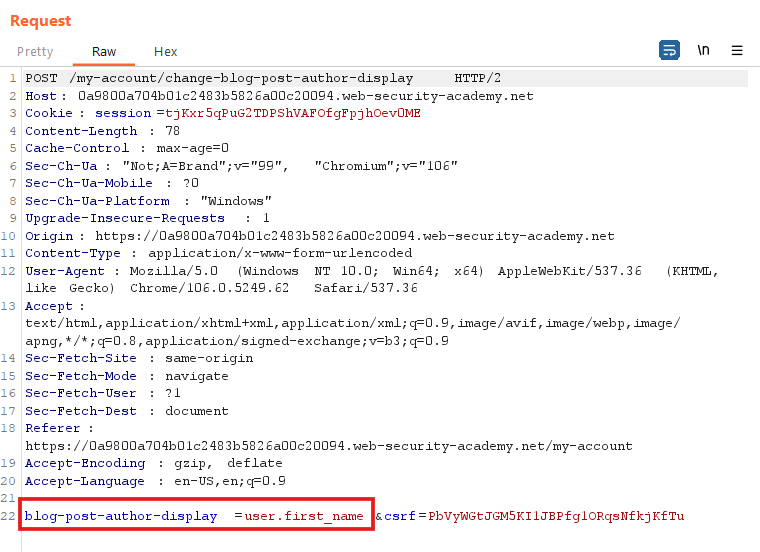 Request
Pretty Raw Hex \n
1 POST /my-account/change-blog-post-author-display HTTP/2
2 Host: 0a9800a704b01c2483b5826a00c20094.web-security-academy.net
3 Cookie: session=tjKxr5qPuG2TDPShVAFOfgFpjhOev0ME
4 Content-Length : 78
5 Cache-Control : max-age=0
6 Sec-Ch-Ua : "Not;A=Brand";v="99", "Chromium";v="106"
7 Sec-Ch-Ua-Mobile : ?0
8 Sec-Ch-Ua-Platform : "Windows"
9 Upgrade-Insecure-Requests : 1
10 Origin : https://0a9800a704b01c2483b5826a00c20094.web-security-academy.net
11 Content-Type : application/x-www-form-urlencoded
12 User-Agent : Mozilla/5.0 (Windows NT 10.0; Win64; x64) AppleWebKit/537.36 (KHTML,
like Gecko) Chrome/106.0.5249.62 Safari/537.36
13 Accept :
text/html,application/xhtml+xml,application/xml;q=0.9,image/avif,image/webp,image/
apng,*/*;q=0.8,application/signed-exchange;v=b3;q=0.9
14 Sec-Fetch-Site : same-origin
15 Sec-Fetch-Mode : navigate
16 Sec-Fetch-User : ?1
17 Sec-Fetch-Dest : document
18 Referer :
https://0a9800a704b01c2483b5826a00c20094.web-security-academy.net/my-account
19 Accept-Encoding : gzip, deflate
20 Accept-Language : en-US,en;q=0.9
21
22 blog-post-author-display =user.first_name &csrf=PbVyWGtJGM5KI1JBPfg1ORqsNfkjKfTu